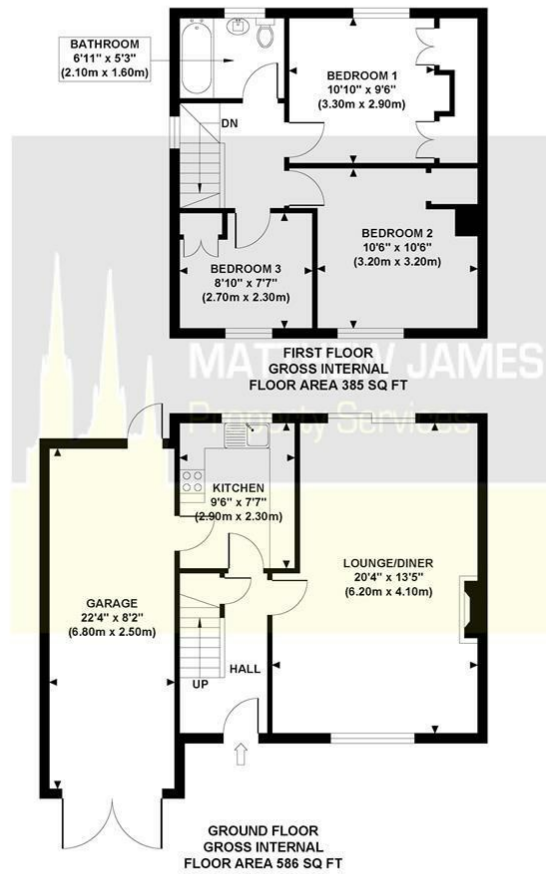 BATHROOM
6'11" x 5'3"
(2.10m x 1.60m)
BEDROOM 1
10'10" x 9'6"
(3.30m x 2.90m)
DN
BEDROOM 2
10'6" x 10'6"
(3.20m x 3.20m)
BEDROOM 3
8'10" x 7'7"
(2.70m x 2.30m)
FIRST FLOOR
GROSS INTERNAL
FLOOR AREA 385 SQ FT
MATTHEW JAMES
Property Services
KITCHEN
9'6" x 7'7"
(2.90m x 2.30m)
LOUNGE/DINER
20'4" x 13'5"
(6.20m x 4.10m)
GARAGE
22'4" x 8'2"
(6.80m x 2.50m)
HALL
UP
GROUND FLOOR
GROSS INTERNAL
FLOOR AREA 586 SQ FT